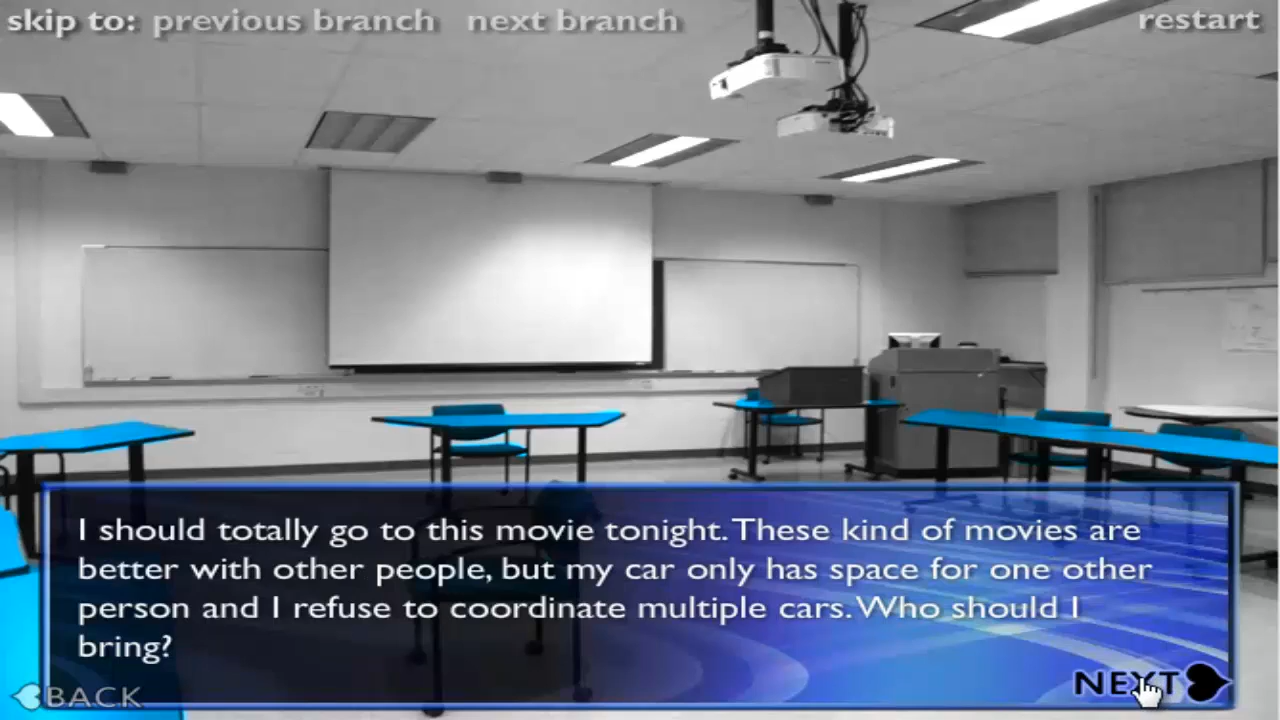 skip to: previous branch next branch restart
I should totally go to this movie tonight. These kind of movies are
better with other people, but my car only has space for one other
person and I refuse to coordinate multiple cars. Who should I
bring?
NEXT
BACK